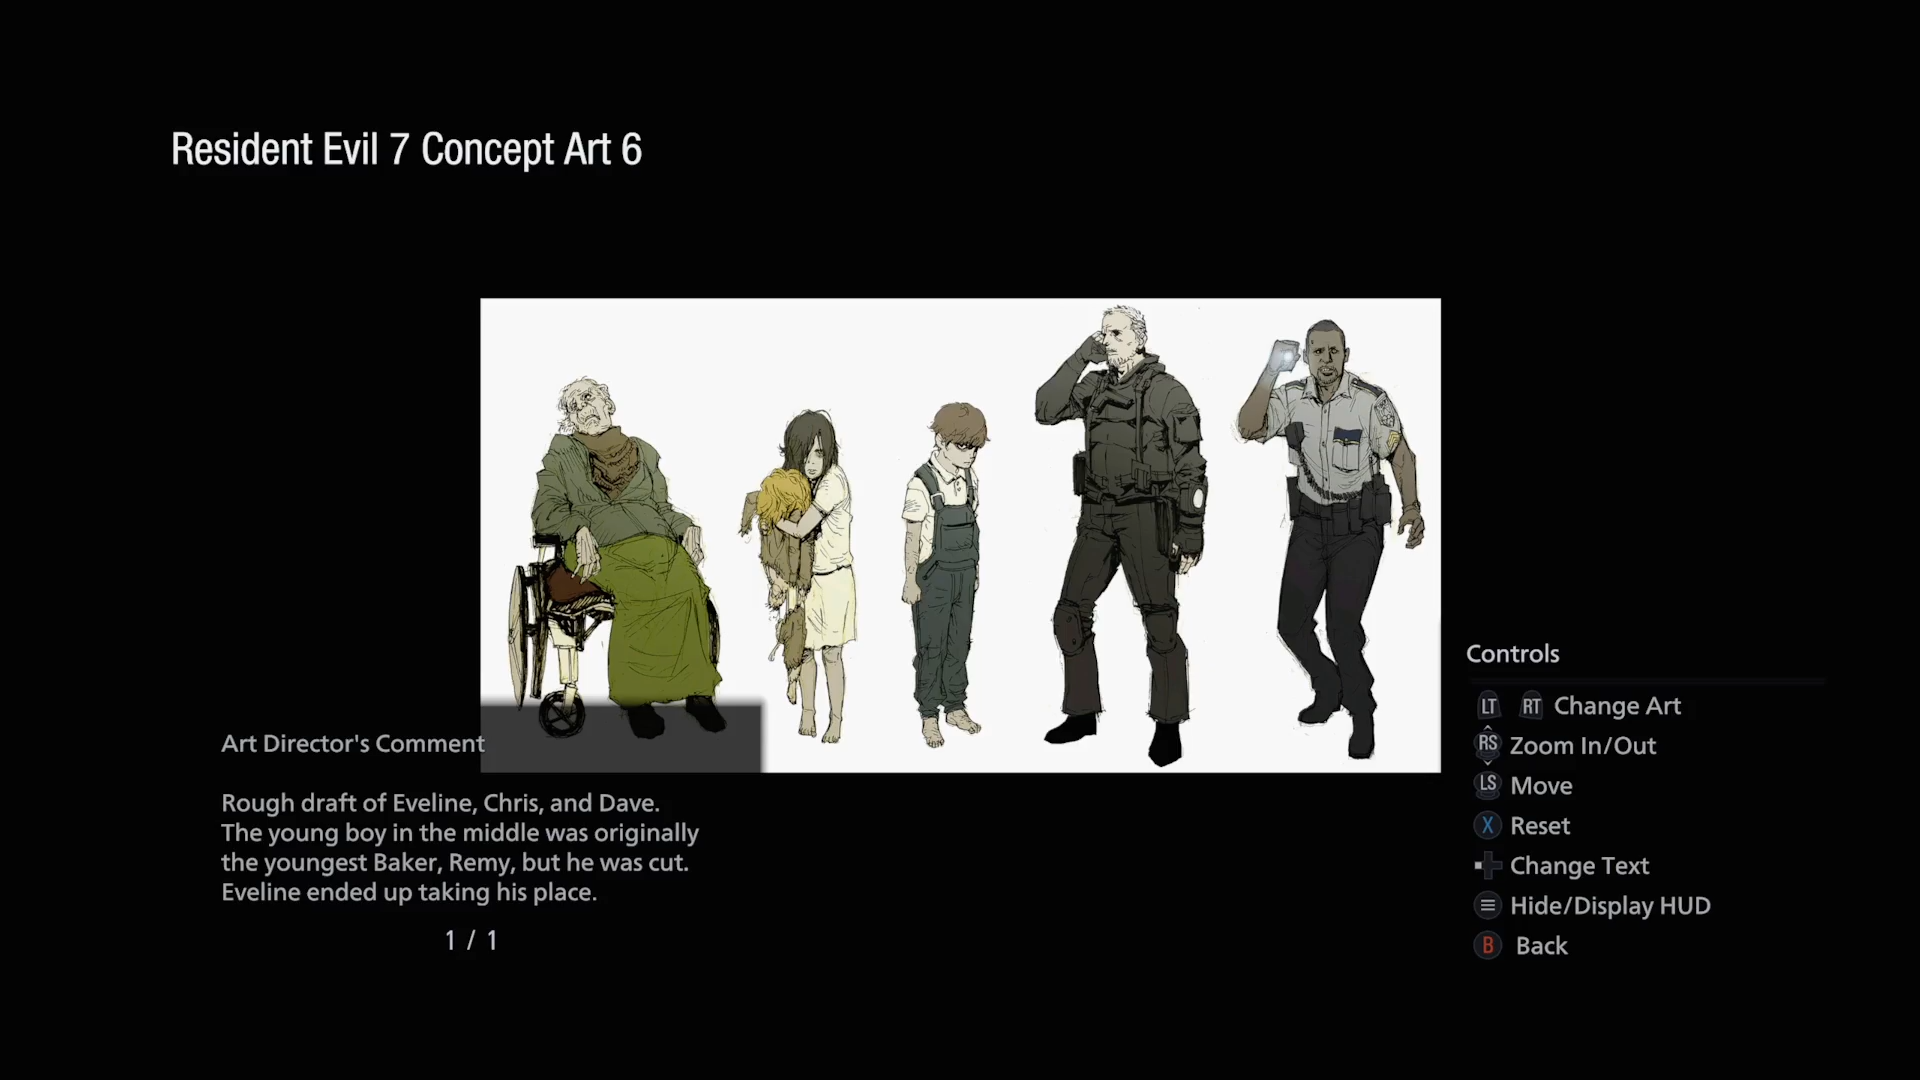 Resident Evil 7 Concept Art 6
Art Director's Comment
Rough draft of Eveline, Chris, and Dave.
The young boy in the middle was originally
the youngest Baker, Remy, but he was cut.
Eveline ended up taking his place.
1 / 1
Controls
LT RT Change Art
RS Zoom In/Out
LS Move
X Reset
Change Text
Hide/Display HUD
B Back